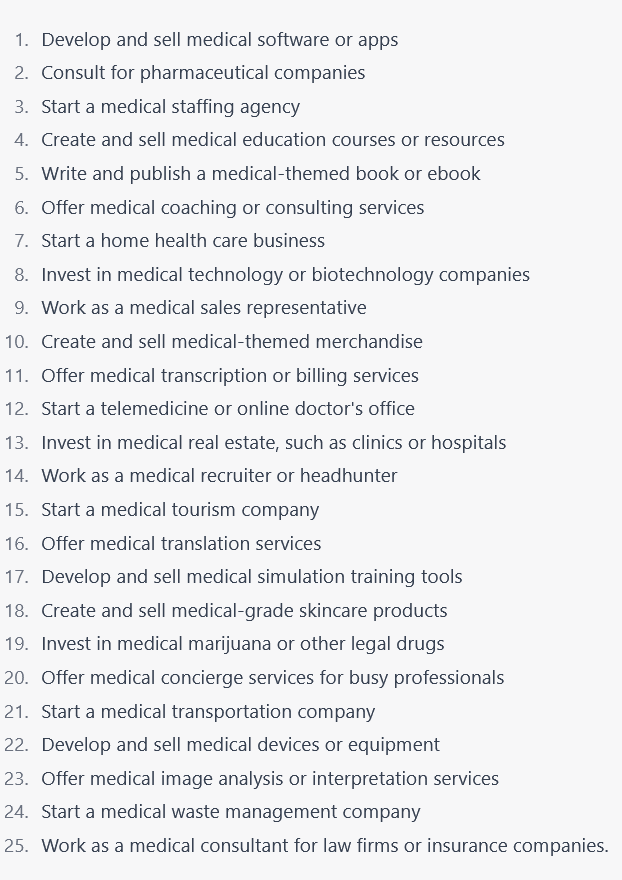 1. Develop and sell medical software or apps
2. Consult for pharmaceutical companies
3. Start a medical staffing agency
4. Create and sell medical education courses or resources
5. Write and publish a medical-themed book or ebook
6. Offer medical coaching or consulting services
7. Start a home health care business
8. Invest in medical technology or biotechnology companies
9. Work as a medical sales representative
10. Create and sell medical-themed merchandise
11. Offer medical transcription or billing services
12. Start a telemedicine or online doctor's office
13. Invest in medical real estate, such as clinics or hospitals
14. Work as a medical recruiter or headhunter
15. Start a medical tourism company
16. Offer medical translation services
17. Develop and sell medical simulation training tools
18. Create and sell medical-grade skincare products
19. Invest in medical marijuana or other legal drugs
20. Offer medical concierge services for busy professionals
21. Start a medical transportation company
22. Develop and sell medical devices or equipment
23. Offer medical image analysis or interpretation services
24. Start a medical waste management company
25. Work as a medical consultant for law firms or insurance companies.